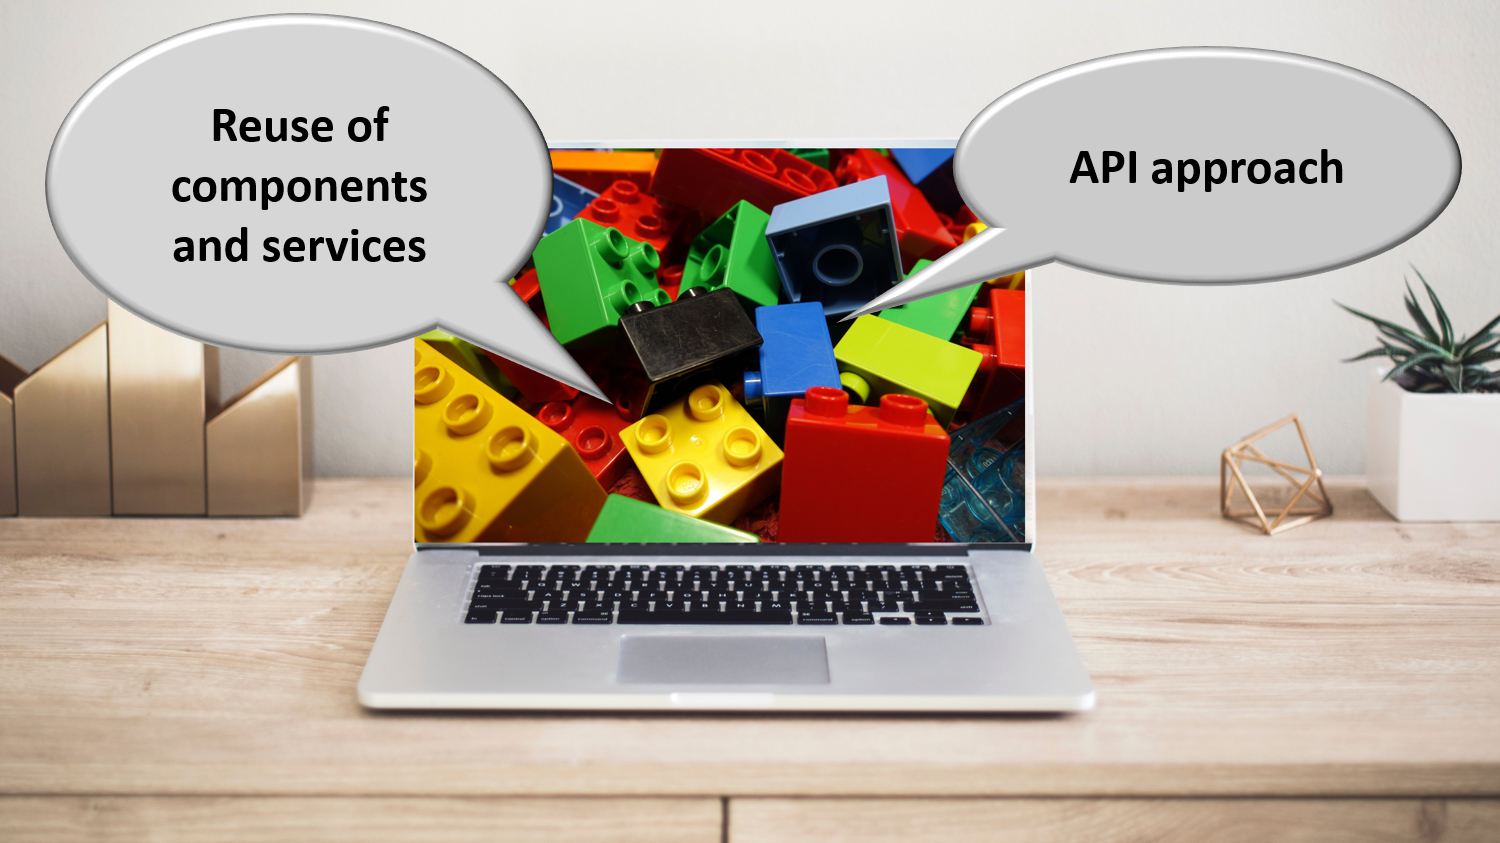 Reuse of
components
and services
API approach